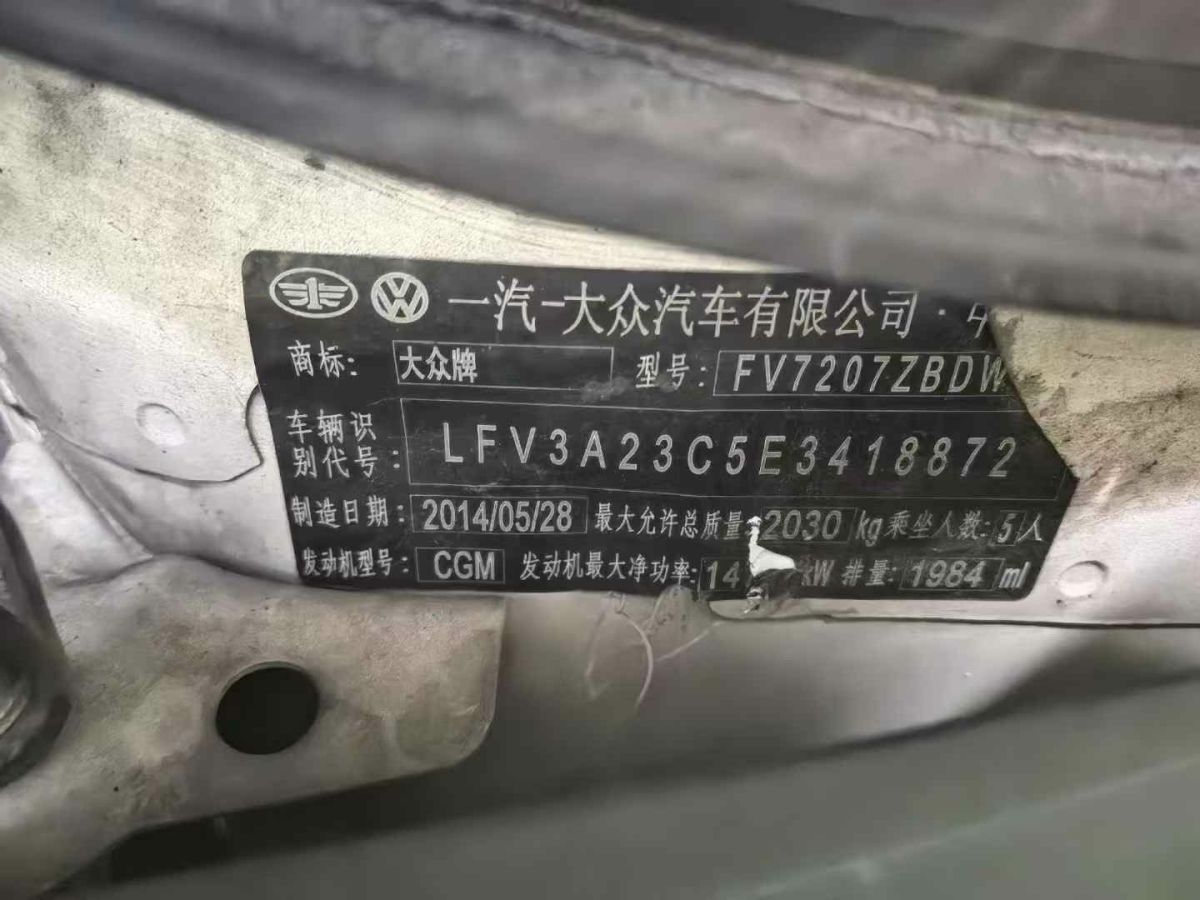 一汽-大众汽车有限公司·
商标: 大众牌 型号: FV7207ZBDW
车辆识别代号: LFV3A23C5E3418872
制造日期: 2014/05/28 最大允许总质量: 2030 kg 乘坐人数: 5 人
发动机型号: CGM 发动机最大净功率: 14 kW 排量: 1984 ml